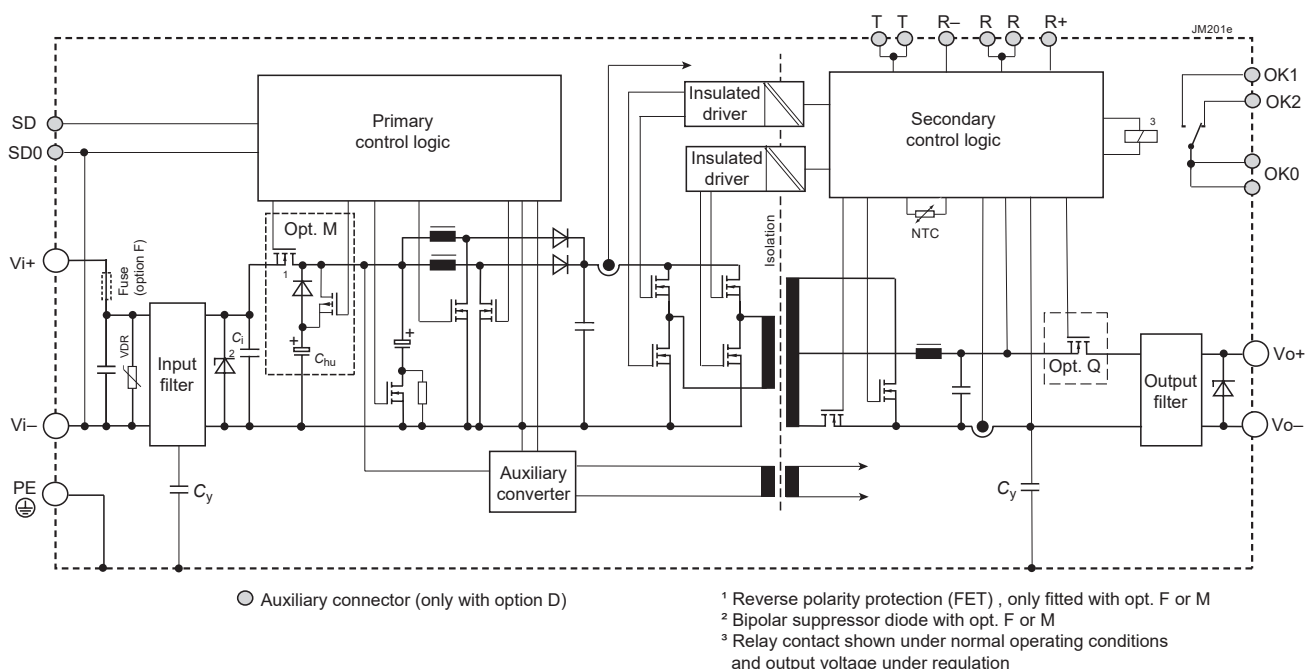 T T R– R R R+
JM201e
OK1
OK2
OK0
SD
SD0
Primary
control logic
Insulated
driver
Insulated
driver
Secondary
control logic
3
NTC
Isolation
Opt. M
1
Vi+
Fuse
(option F)
VDR
Input
filter
2
Ci
+
Chu
+
Opt. Q
Output
filter
Vo+
Vo–
Vi–
PE
Cy
Auxiliary
converter
Cy
Auxiliary connector (only with option D)
¹ Reverse polarity protection (FET) , only fitted with opt. F or M
² Bipolar suppressor diode with opt. F or M
³ Relay contact shown under normal operating conditions
and output voltage under regulation